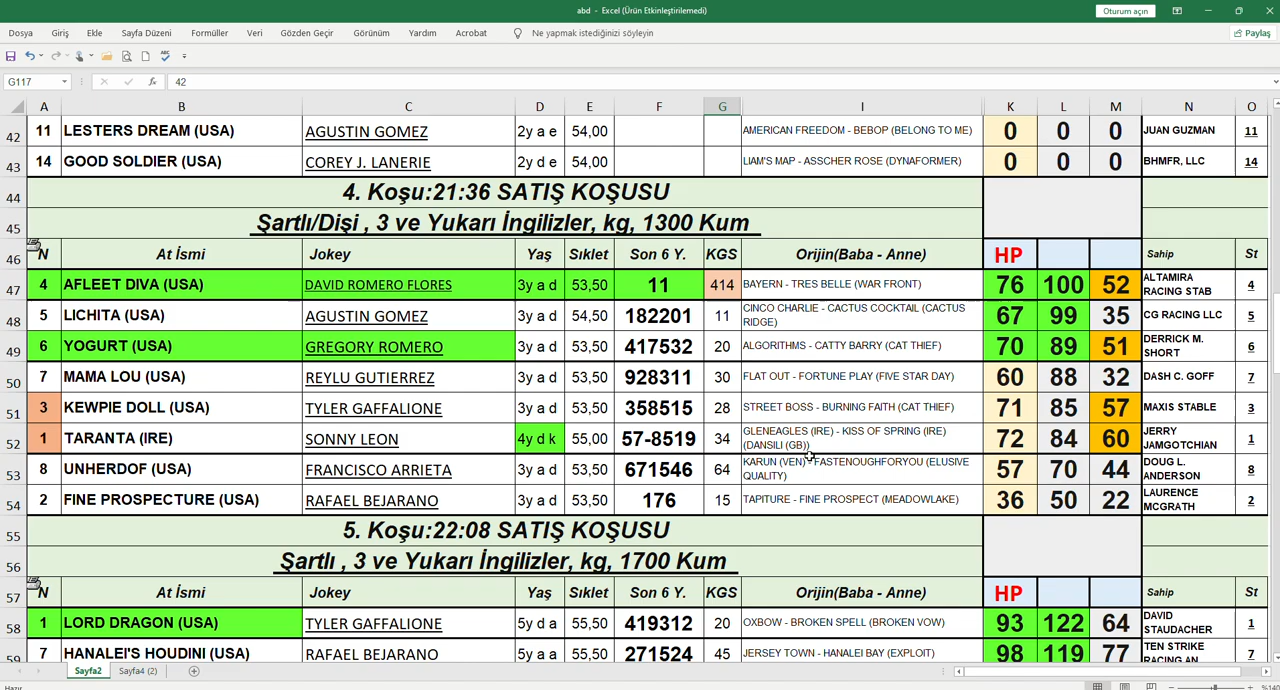 abd - Excel (Ürün Etkinleştirilemedi)
Oturum açın
Dosya Giriş Ekle Sayfa Düzeni Formüller Veri Gözden Geçir Görünüm Yardım Acrobat Ne yapmak istediğinizi söyleyin Paylaş
G117 fx 42
A B C D E F G I K L M N O
42 11 LESTERS DREAM (USA) AGUSTIN GOMEZ 2y a e 54,00 AMERICAN FREEDOM - BEBOP (BELONG TO ME) 0 0 0 JUAN GUZMAN 11
43 14 GOOD SOLDIER (USA) COREY J. LANERIE 2y d e 54,00 LIAM'S MAP - ASSCHER ROSE (DYNAFORMER) 0 0 0 BHMFR, LLC 14
44 4. Koşu:21:36 SATIŞ KOŞUSU
45 Şartlı/Dişi , 3 ve Yukarı İngilizler, kg, 1300 Kum
46 N At İsmi Jokey Yaş Sıklet Son 6 Y. KGS Orijin(Baba - Anne) HP Sahip St
47 4 AFLEET DIVA (USA) DAVID ROMERO FLORES 3y a d 53,50 11 414 BAYERN - TRES BELLE (WAR FRONT) 76 100 52 ALTAMIRA RACING STAB 4
48 5 LICHITA (USA) AGUSTIN GOMEZ 3y a d 54,50 182201 11 CINCO CHARLIE - CACTUS COCKTAIL (CACTUS RIDGE) 67 99 35 CG RACING LLC 5
49 6 YOGURT (USA) GREGORY ROMERO 3y a d 53,50 417532 20 ALGORITHMS - CATTY BARRY (CAT THIEF) 70 89 51 DERRICK M. SHORT 6
50 7 MAMA LOU (USA) REYLU GUTIERREZ 3y a d 53,50 928311 30 FLAT OUT - FORTUNE PLAY (FIVE STAR DAY) 60 88 32 DASH C. GOFF 7
51 3 KEWPIE DOLL (USA) TYLER GAFFALIONE 3y a d 53,50 358515 28 STREET BOSS - BURNING FAITH (CAT THIEF) 71 85 57 MAXIS STABLE 3
52 1 TARANTA (IRE) SONNY LEON 4y d k 55,00 57-8519 34 GLENEAGLES (IRE) - KISS OF SPRING (IRE) (DANSILI (GB)) 72 84 60 JERRY JAMGOTCHIAN 1
53 8 UNHERDOF (USA) FRANCISCO ARRIETA 3y a d 53,50 671546 64 KARUN (VEN) - FASTENOUGHFORYOU (ELUSIVE QUALITY) 57 70 44 DOUG L. ANDERSON 8
54 2 FINE PROSPECTURE (USA) RAFAEL BEJARANO 3y a d 53,50 176 15 TAPITURE - FINE PROSPECT (MEADOWLAKE) 36 50 22 LAURENCE MCGRATH 2
55 5. Koşu:22:08 SATIŞ KOŞUSU
56 Şartlı , 3 ve Yukarı İngilizler, kg, 1700 Kum
57 N At İsmi Jokey Yaş Sıklet Son 6 Y. KGS Orijin(Baba - Anne) HP Sahip St
58 1 LORD DRAGON (USA) TYLER GAFFALIONE 5y d a 55,00 419312 20 OXBOW - BROKEN SPELL (BROKEN VOW) 93 122 64 DAVID STAUDACHER 1
59 7 HANALEI'S HOUDINI (USA) RAFAEL BEJARANO 5y a a 55,50 271524 45 JERSEY TOWN - HANALEI BAY (EXPLOIT) 98 119 77 TEN STRIKE RACING AN 7
Sayfa2 Sayfa4 (2)
Hazır %140